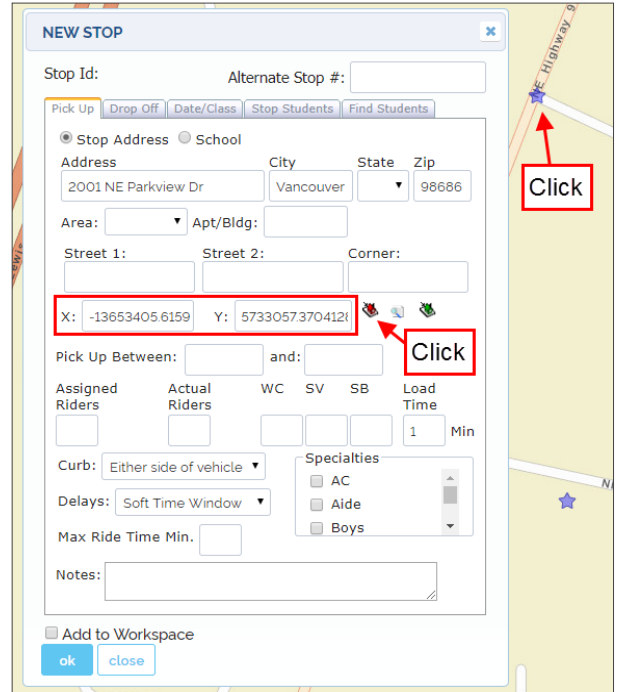 NEW STOP
NE Highway 9
Stop Id: Alternate Stop #:
Pick Up Drop Off Date/Class Stop Students Find Students
Stop Address School
Address City State Zip
2001 NE Parkview Dr Vancouver 98686
Click
Area: Apt/Bldg:
Street 1: Street 2: Corner:
X: -13653405.6159 Y: 5733057.3704128
Click
Pick Up Between: and:
Assigned Riders Actual Riders WC SV SB Load Time
1 Min
Curb: Either side of vehicle Specialties
AC
Delays: Soft Time Window Aide
Boys
Max Ride Time Min.
Notes:
Add to Workspace
ok close